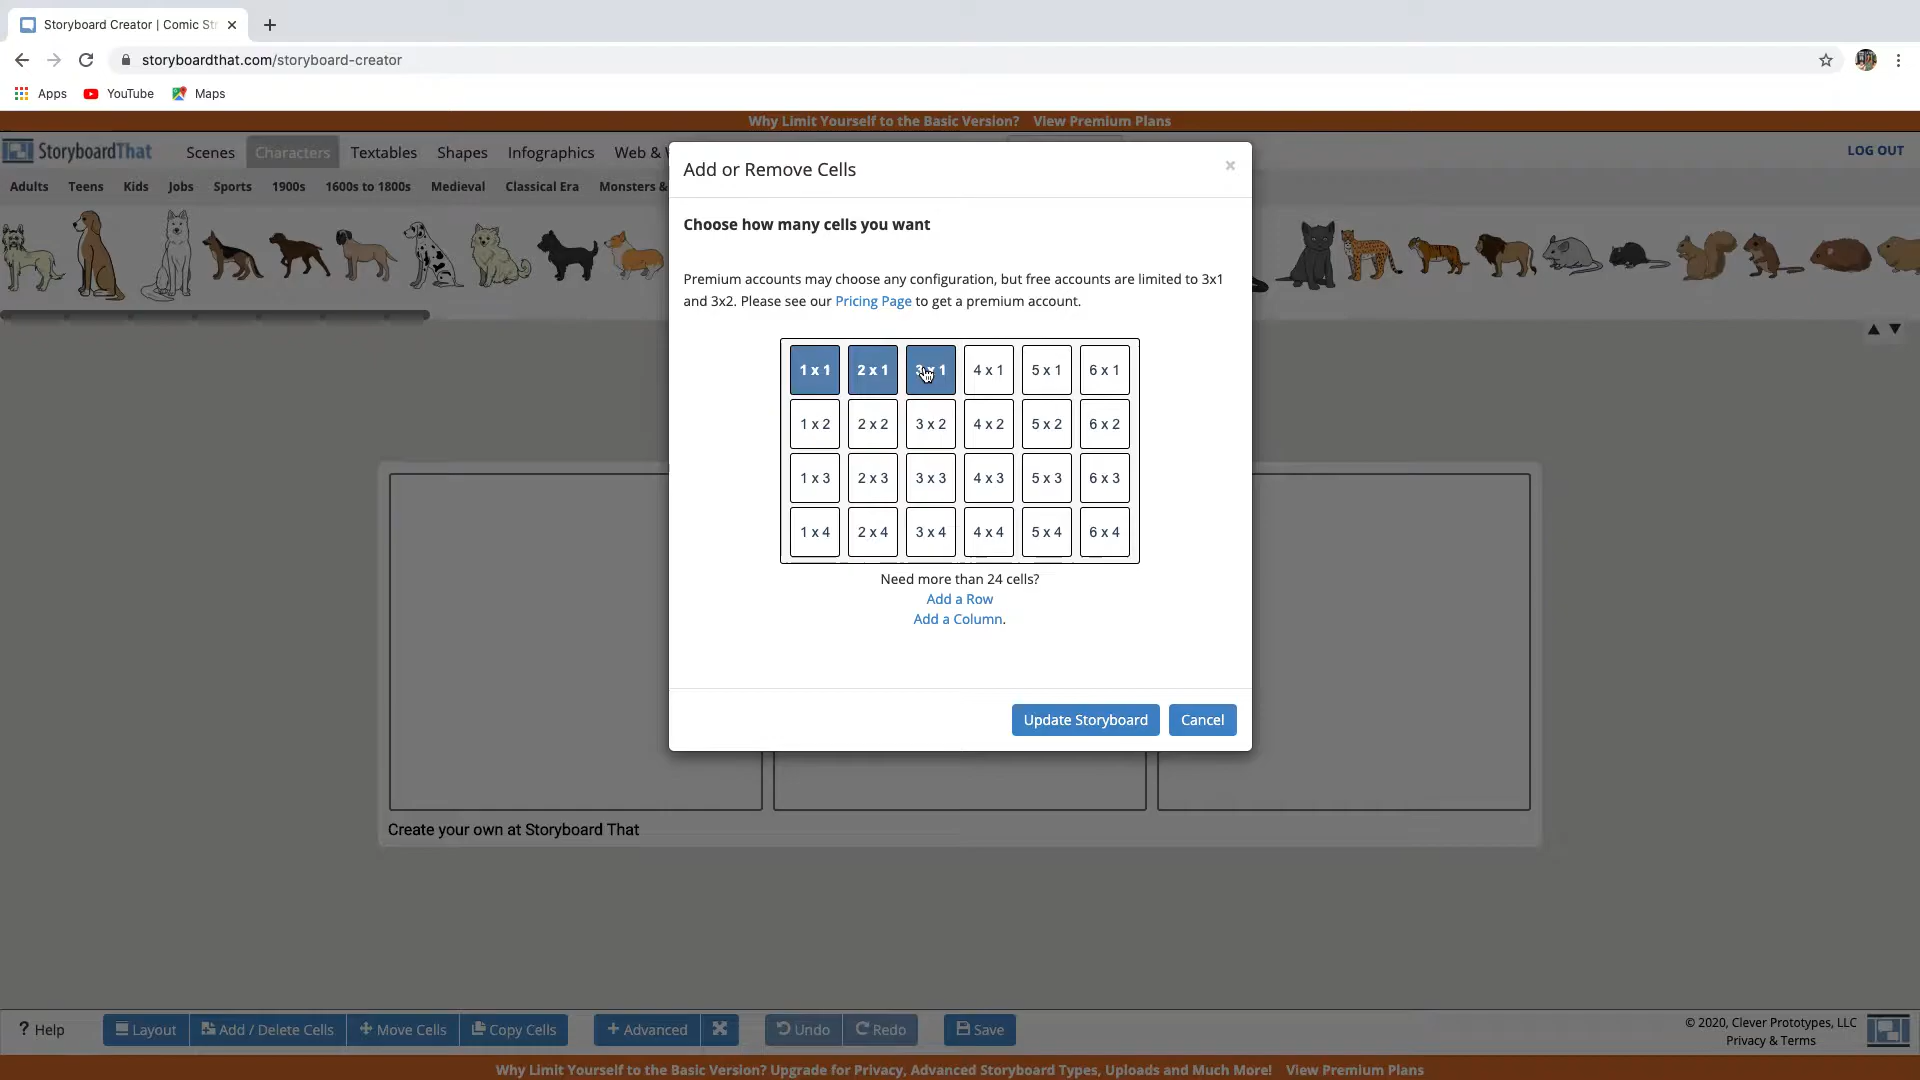 Storyboard Creator | Comic Str
storyboardthat.com/storyboard-creator
Apps YouTube Maps
Why Limit Yourself to the Basic Version? View Premium Plans
StoryboardThat
Scenes Characters Textables Shapes Infographics Web &
LOG OUT
Adults Teens Kids Jobs Sports 1900s 1600s to 1800s Medieval Classical Era Monsters &
Add or Remove Cells
×
Choose how many cells you want
Premium accounts may choose any configuration, but free accounts are limited to 3x1
and 3x2. Please see our Pricing Page to get a premium account.
1 x 1 2 x 1 3 x 1 4 x 1 5 x 1 6 x 1
1 x 2 2 x 2 3 x 2 4 x 2 5 x 2 6 x 2
1 x 3 2 x 3 3 x 3 4 x 3 5 x 3 6 x 3
1 x 4 2 x 4 3 x 4 4 x 4 5 x 4 6 x 4
Need more than 24 cells?
Add a Row
Add a Column.
Update Storyboard Cancel
Create your own at Storyboard That
? Help Layout Add / Delete Cells Move Cells Copy Cells + Advanced Undo Redo Save
© 2020, Clever Prototypes, LLC
Privacy & Terms
Why Limit Yourself to the Basic Version? Upgrade for Privacy, Advanced Storyboard Types, Uploads and Much More! View Premium Plans